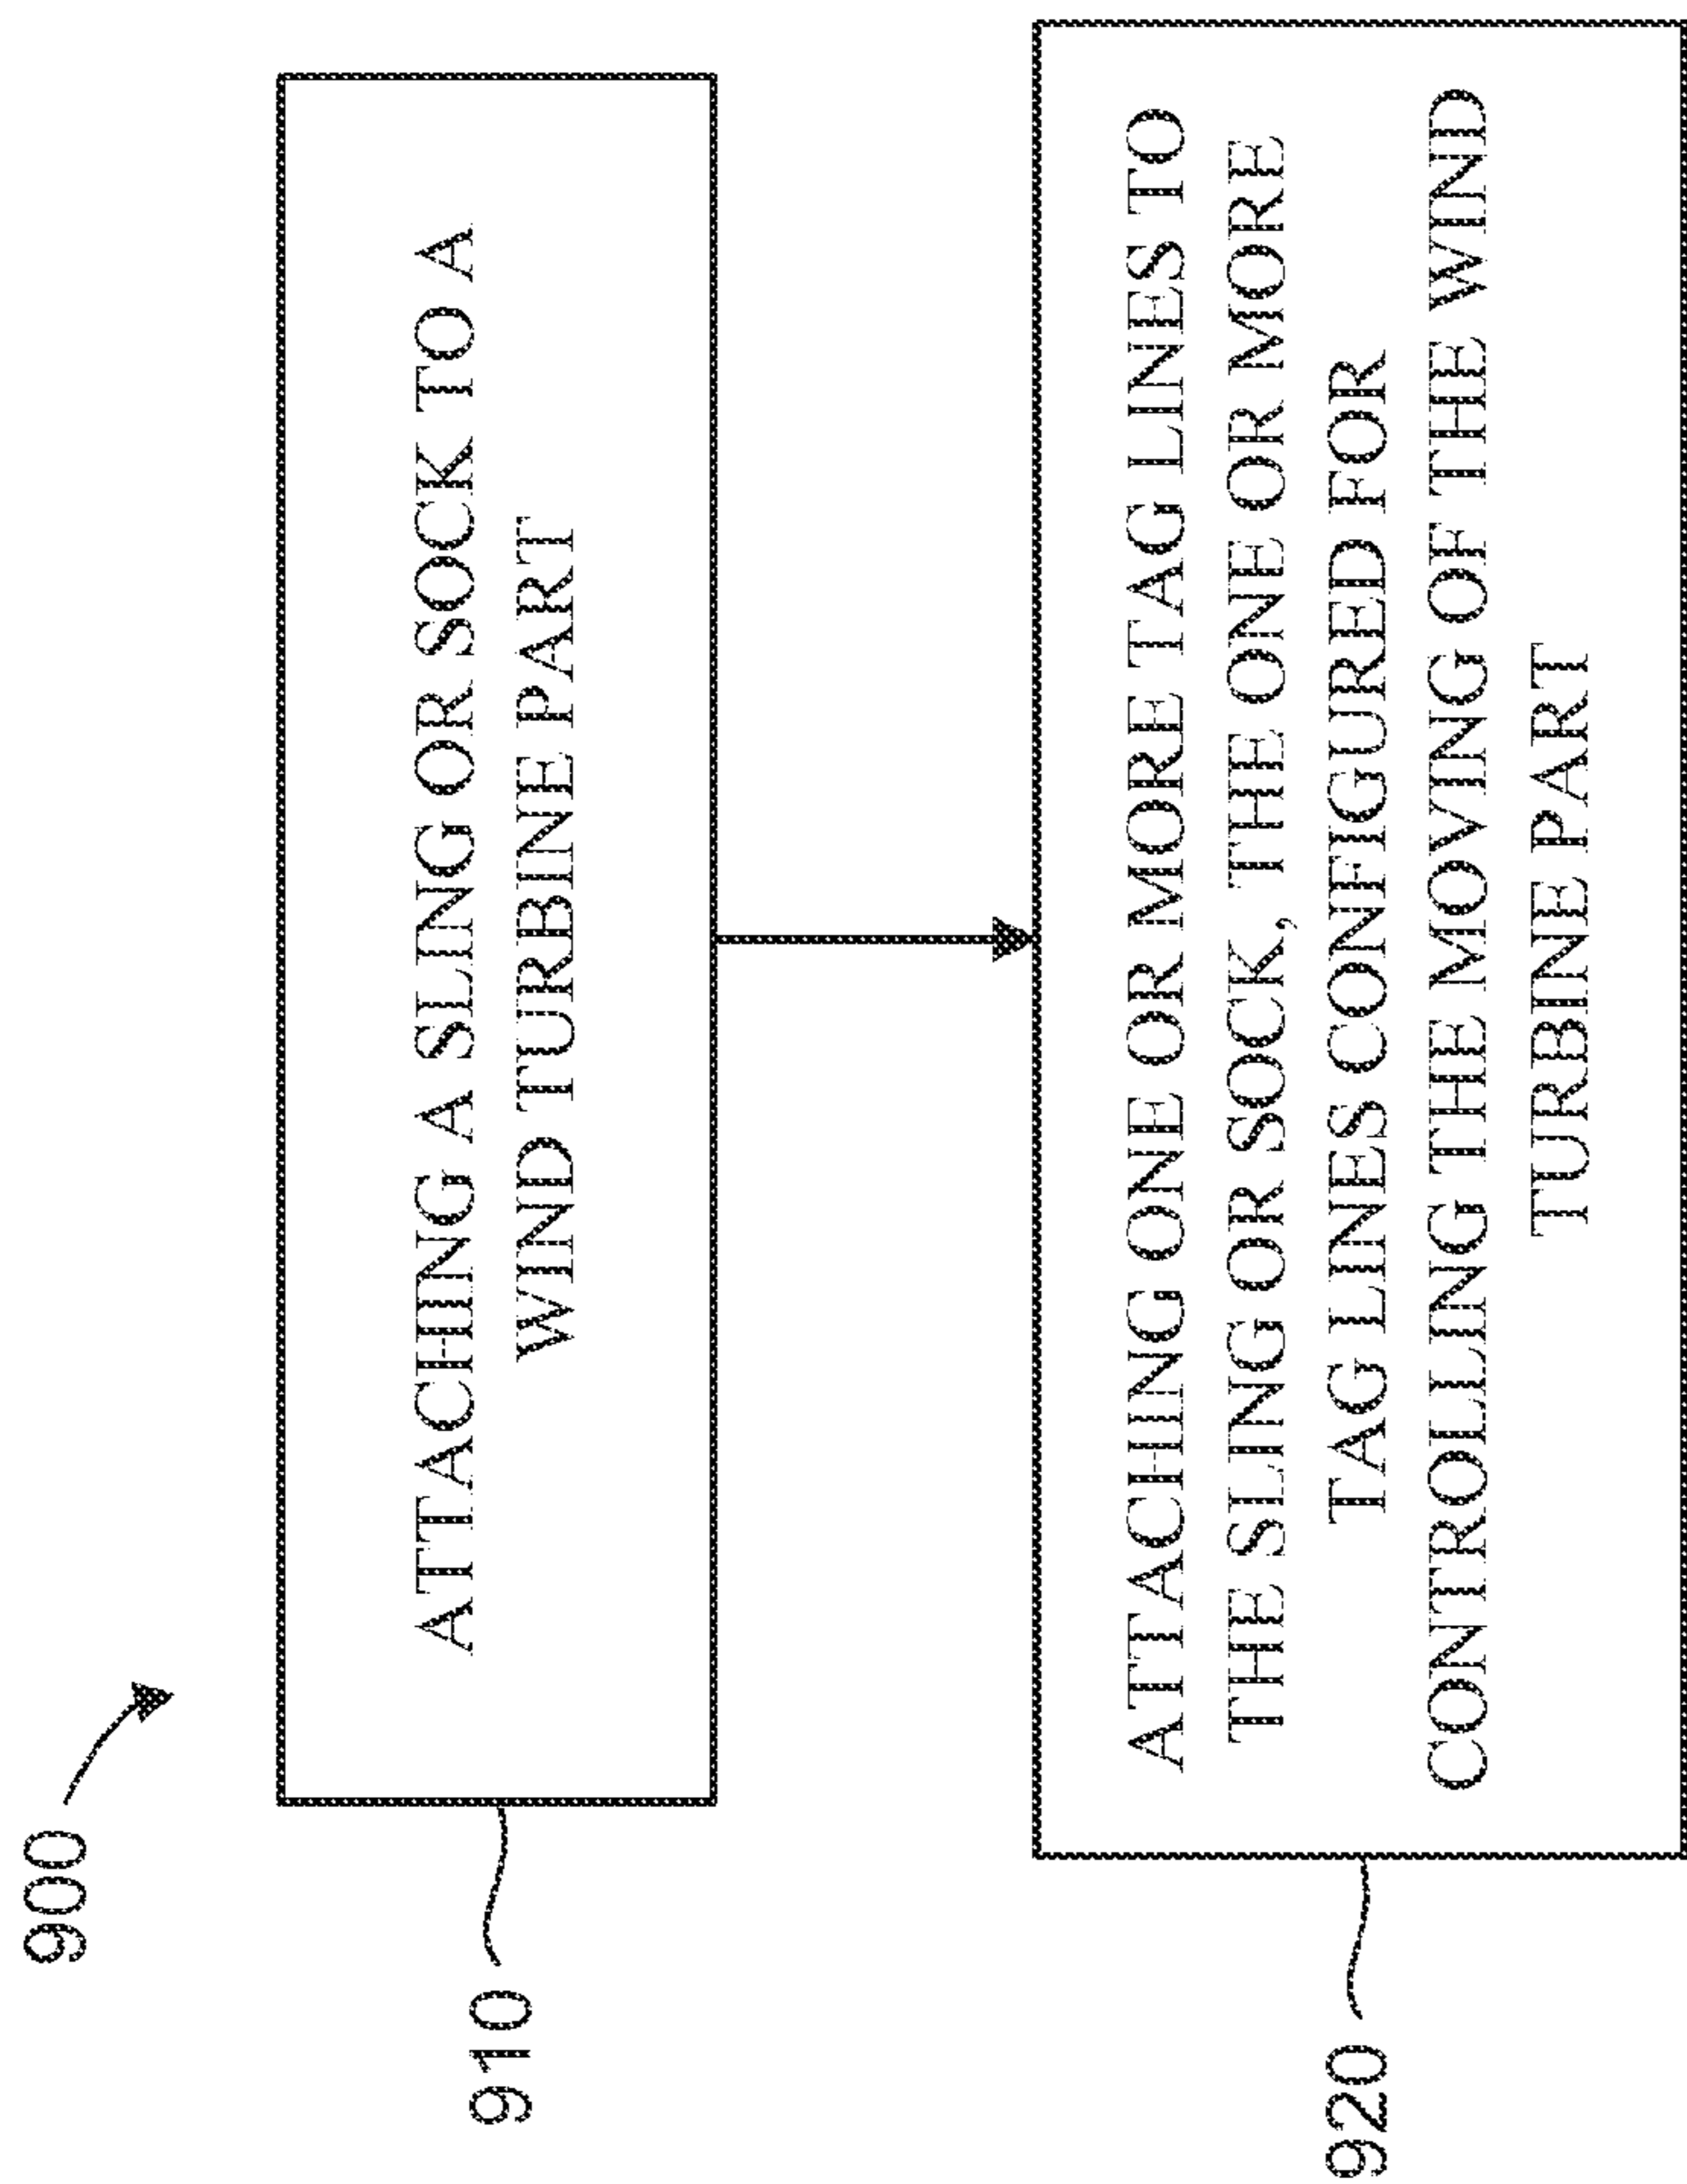 900
910
ATTACHING A SLING OR SOCK TO A
WIND TURBINE PART
920
ATTACHING ONE OR MORE TAG LINES TO
THE SLING OR SOCK, THE ONE OR MORE
TAG LINES CONFIGURED FOR
CONTROLLING THE MOVING OF THE WIND
TURBINE PART